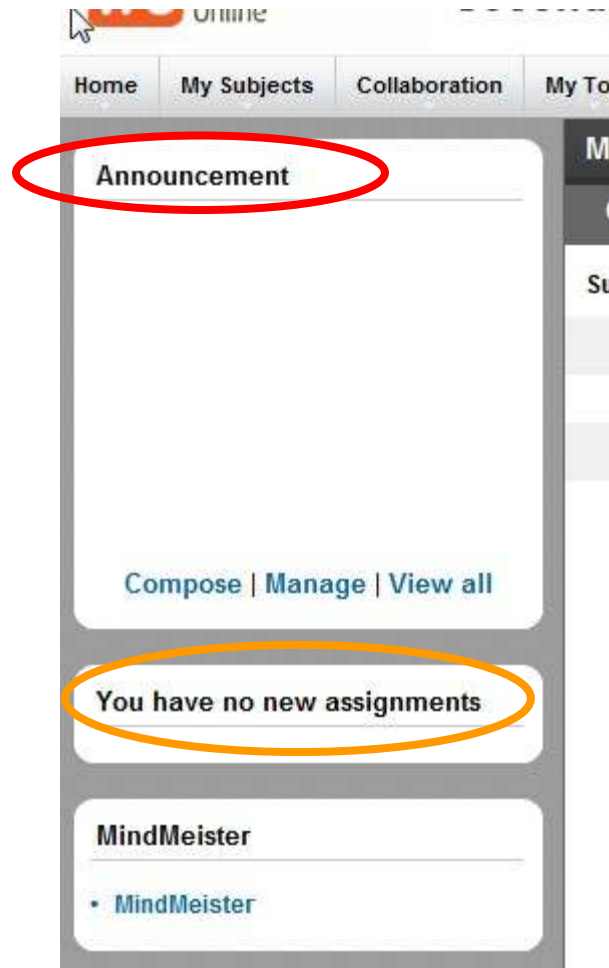 Online
Home My Subjects Collaboration
Announcement
Compose | Manage | View all
You have no new assignments
MindMeister
• MindMeister